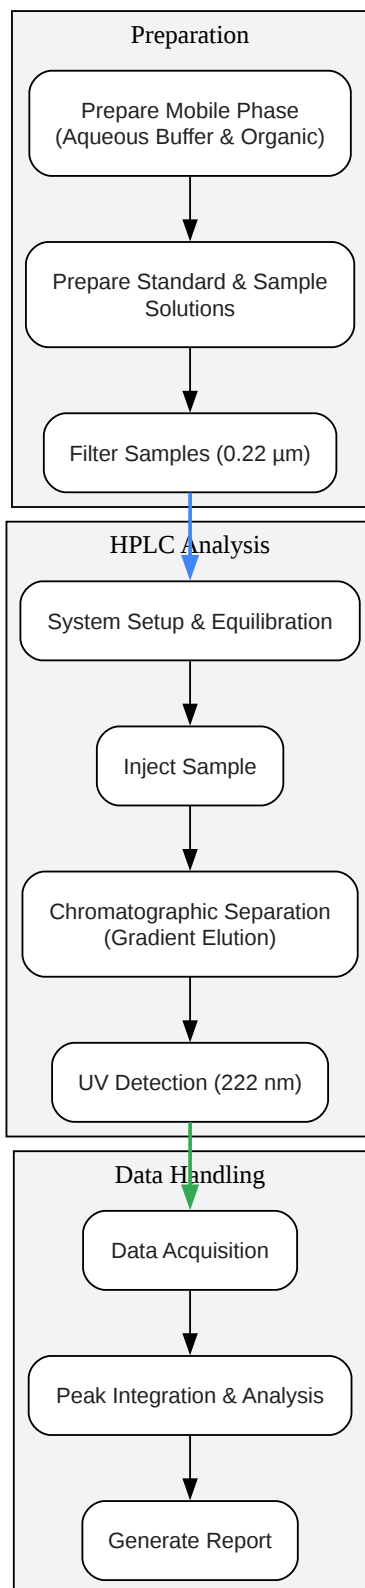 Preparation
Prepare Mobile Phase
(Aqueous Buffer & Organic)
Prepare Standard & Sample
Solutions
Filter Samples (0.22 µm)
HPLC Analysis
System Setup & Equilibration
Inject Sample
Chromatographic Separation
(Gradient Elution)
UV Detection (222 nm)
Data Handling
Data Acquisition
Peak Integration & Analysis
Generate Report